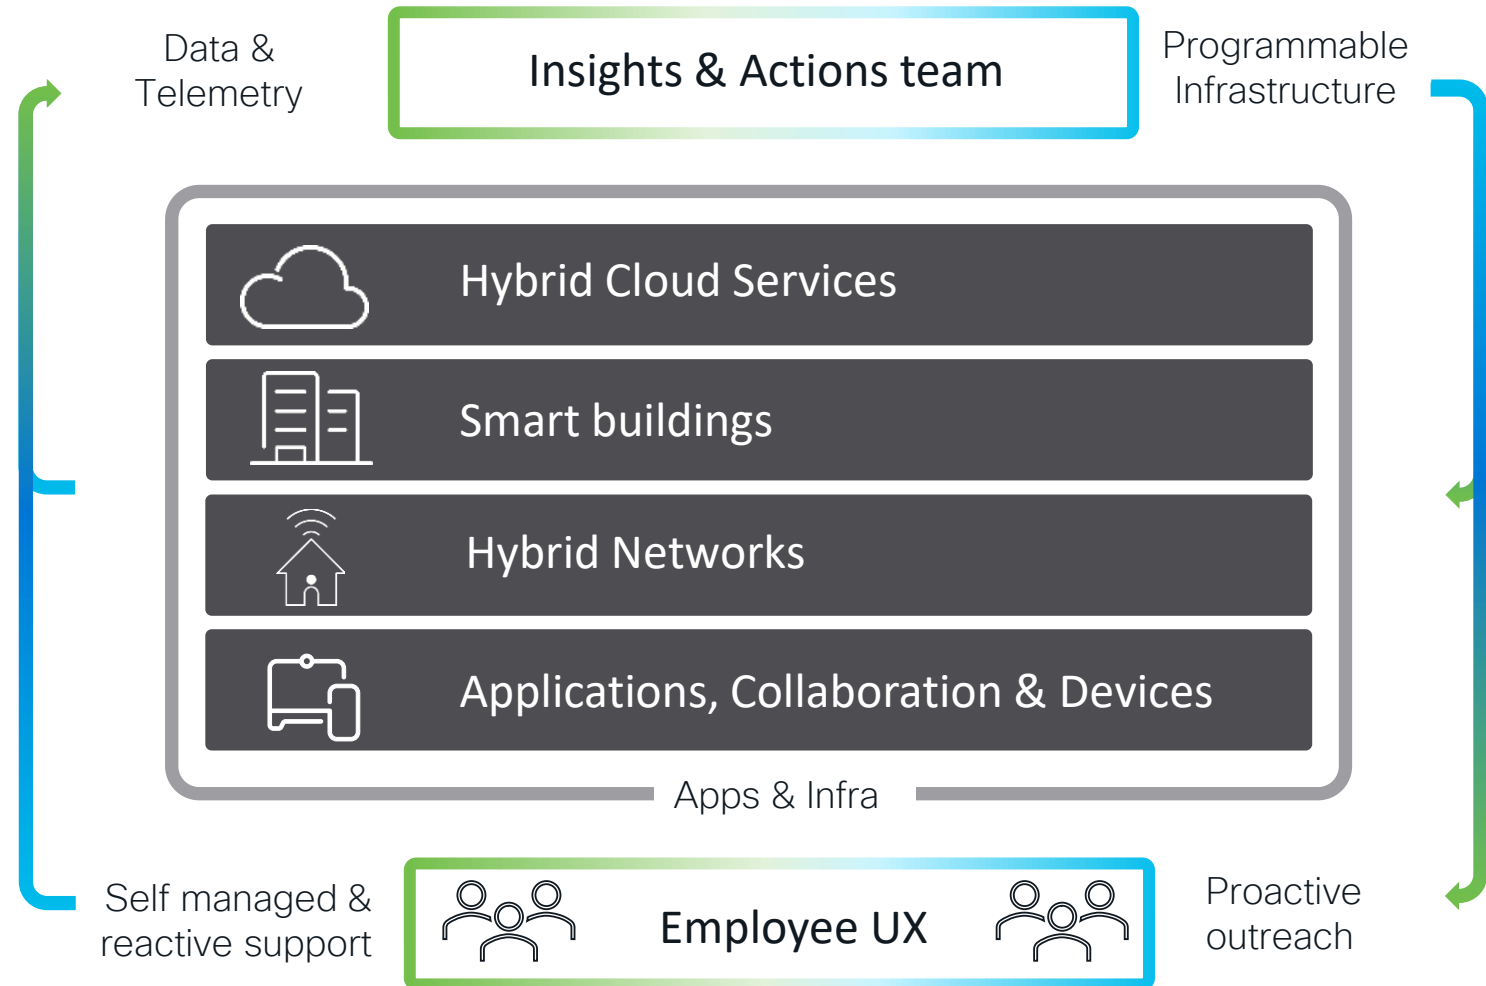 Data &
Telemetry
Insights & Actions team
Programmable
Infrastructure
Hybrid Cloud Services
Smart buildings
Hybrid Networks
Applications, Collaboration & Devices
Apps & Infra
Self managed &
reactive support
Employee UX
Proactive
outreach